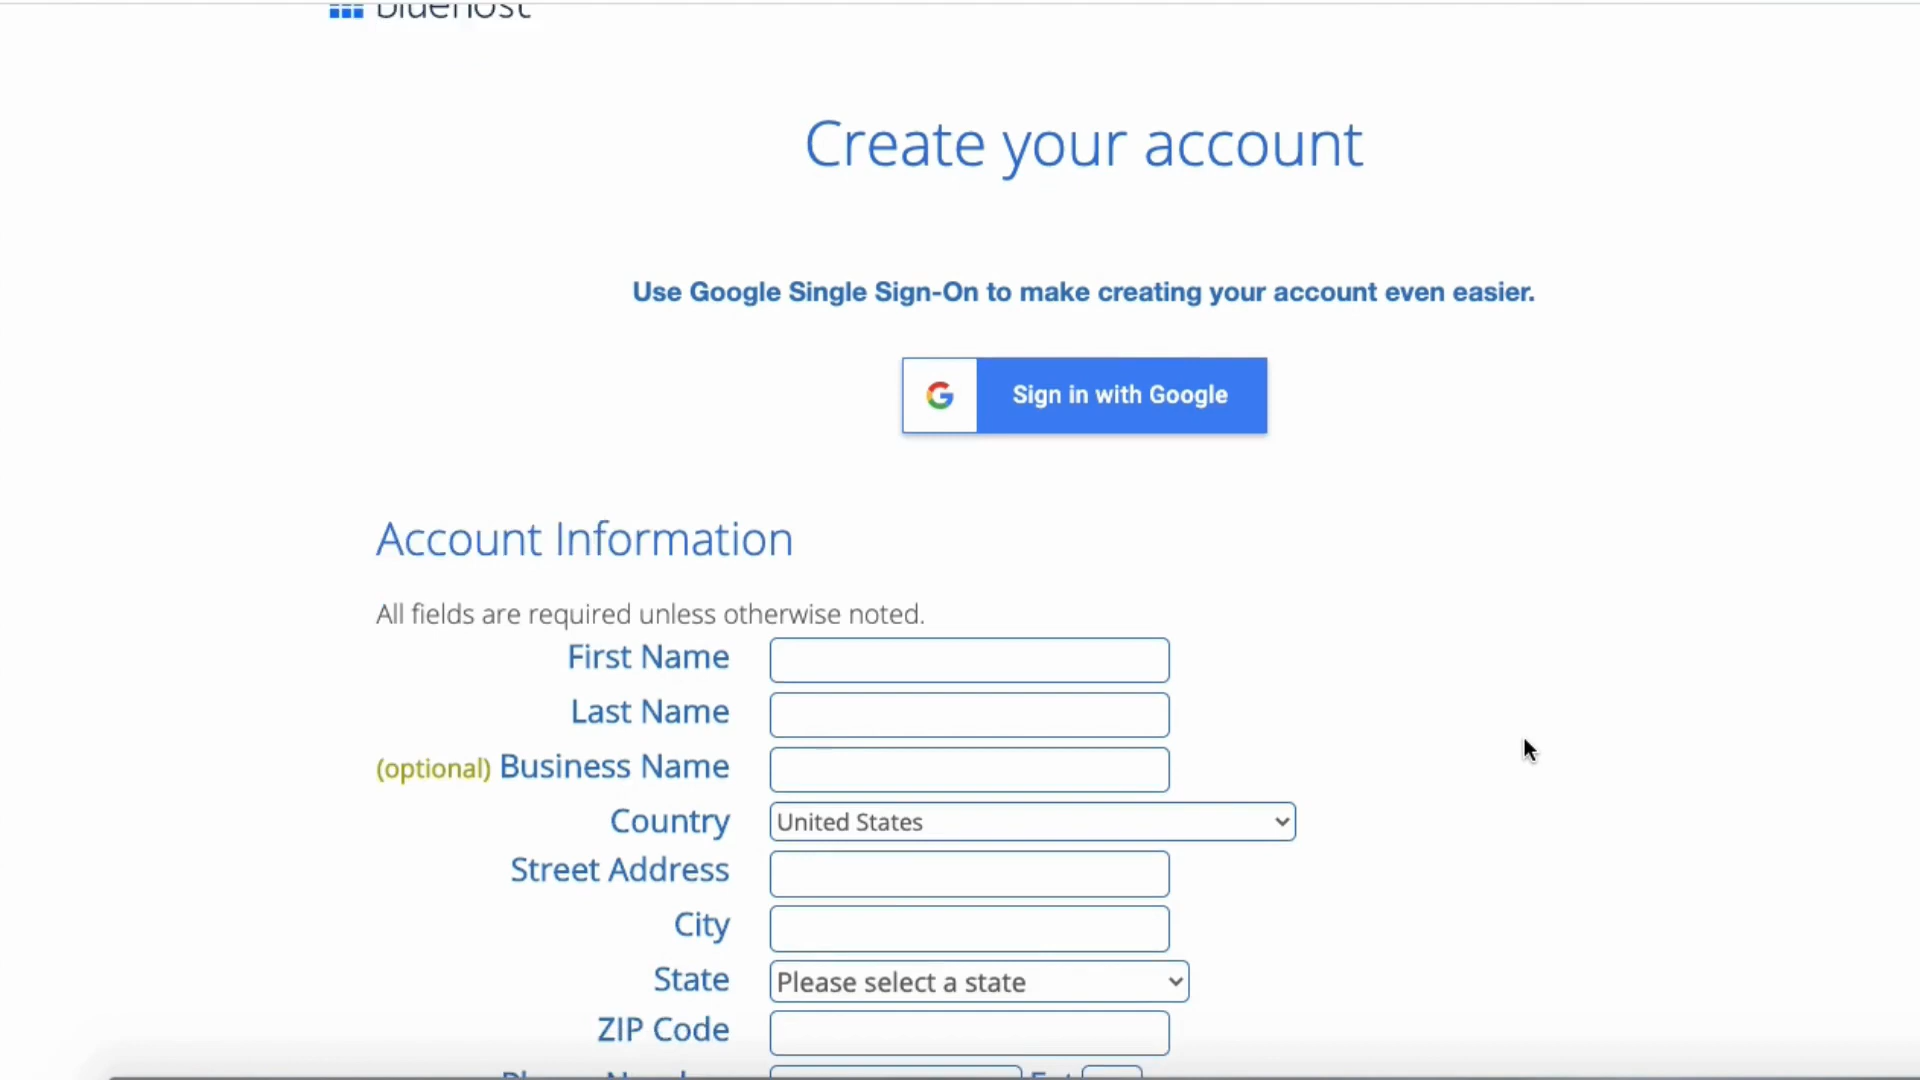 bluehost
Create your account
Use Google Single Sign-On to make creating your account even easier.
Sign in with Google
Account Information
All fields are required unless otherwise noted.
First Name
Last Name
(optional) Business Name
Country United States
Street Address
City
State Please select a state
ZIP Code